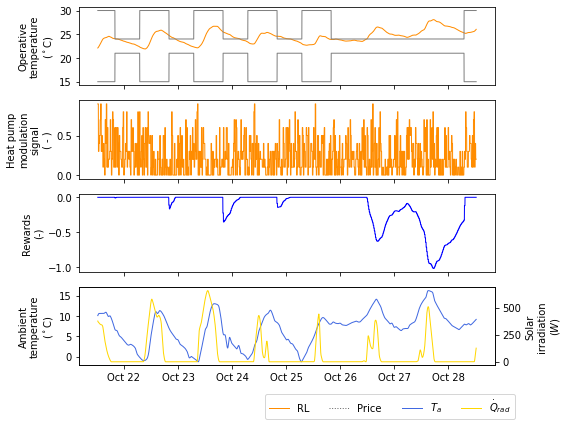 Operative
temperature
(°C)
30
25
20
15
Heat pump
modulation
signal
( - )
0.5
0.0
Rewards
(-)
0.0
−0.5
−1.0
Ambient
temperature
(°C)
15
10
5
0
500
250
0
Solar
irradiation
(W)
Oct 22 Oct 23 Oct 24 Oct 25 Oct 26 Oct 27 Oct 28
RL Price Tₐ Q̇rad